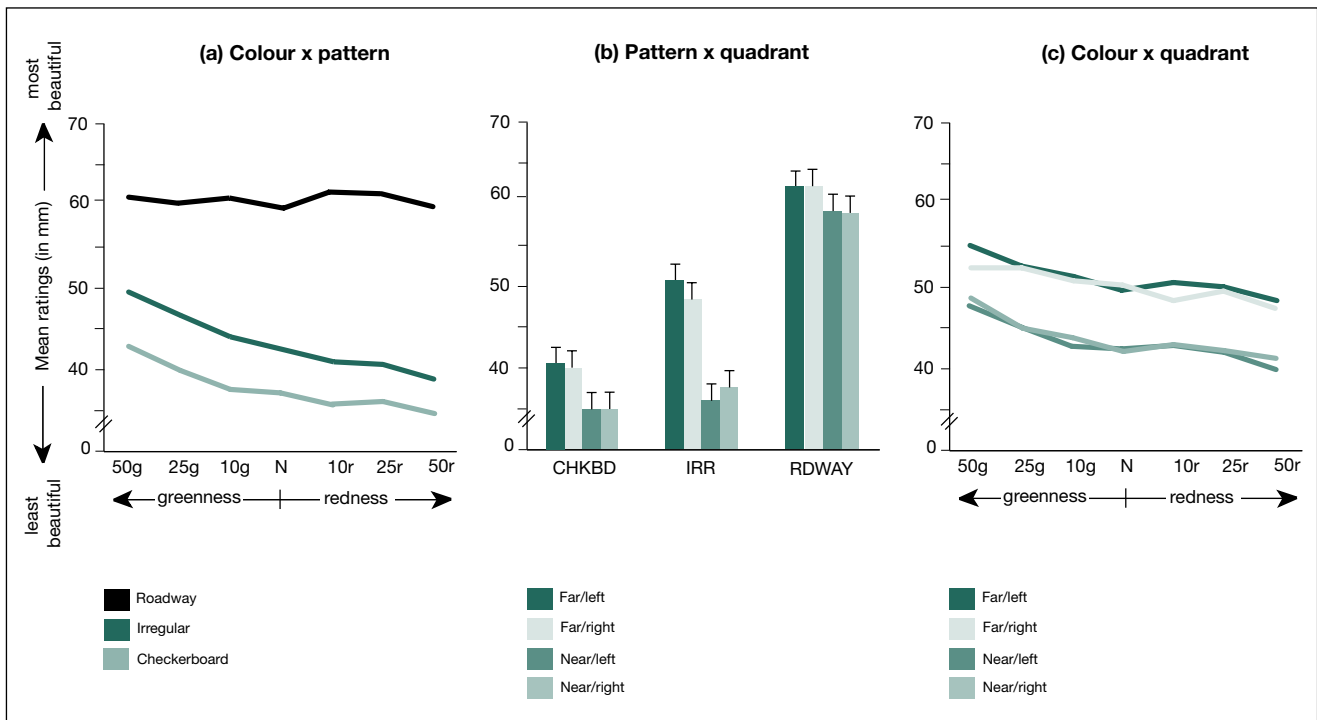 (a) Colour x pattern
(b) Pattern x quadrant
(c) Colour x quadrant
most
beautiful
Mean ratings (in mm)
least
beautiful
70
60
50
40
0
50g 25g 10g N 10r 25r 50r
greenness redness
70
60
50
40
0
CHKBD IRR RDWAY
70
60
50
40
0
50g 25g 10g N 10r 25r 50r
greenness redness
Roadway
Irregular
Checkerboard
Far/left
Far/right
Near/left
Near/right
Far/left
Far/right
Near/left
Near/right